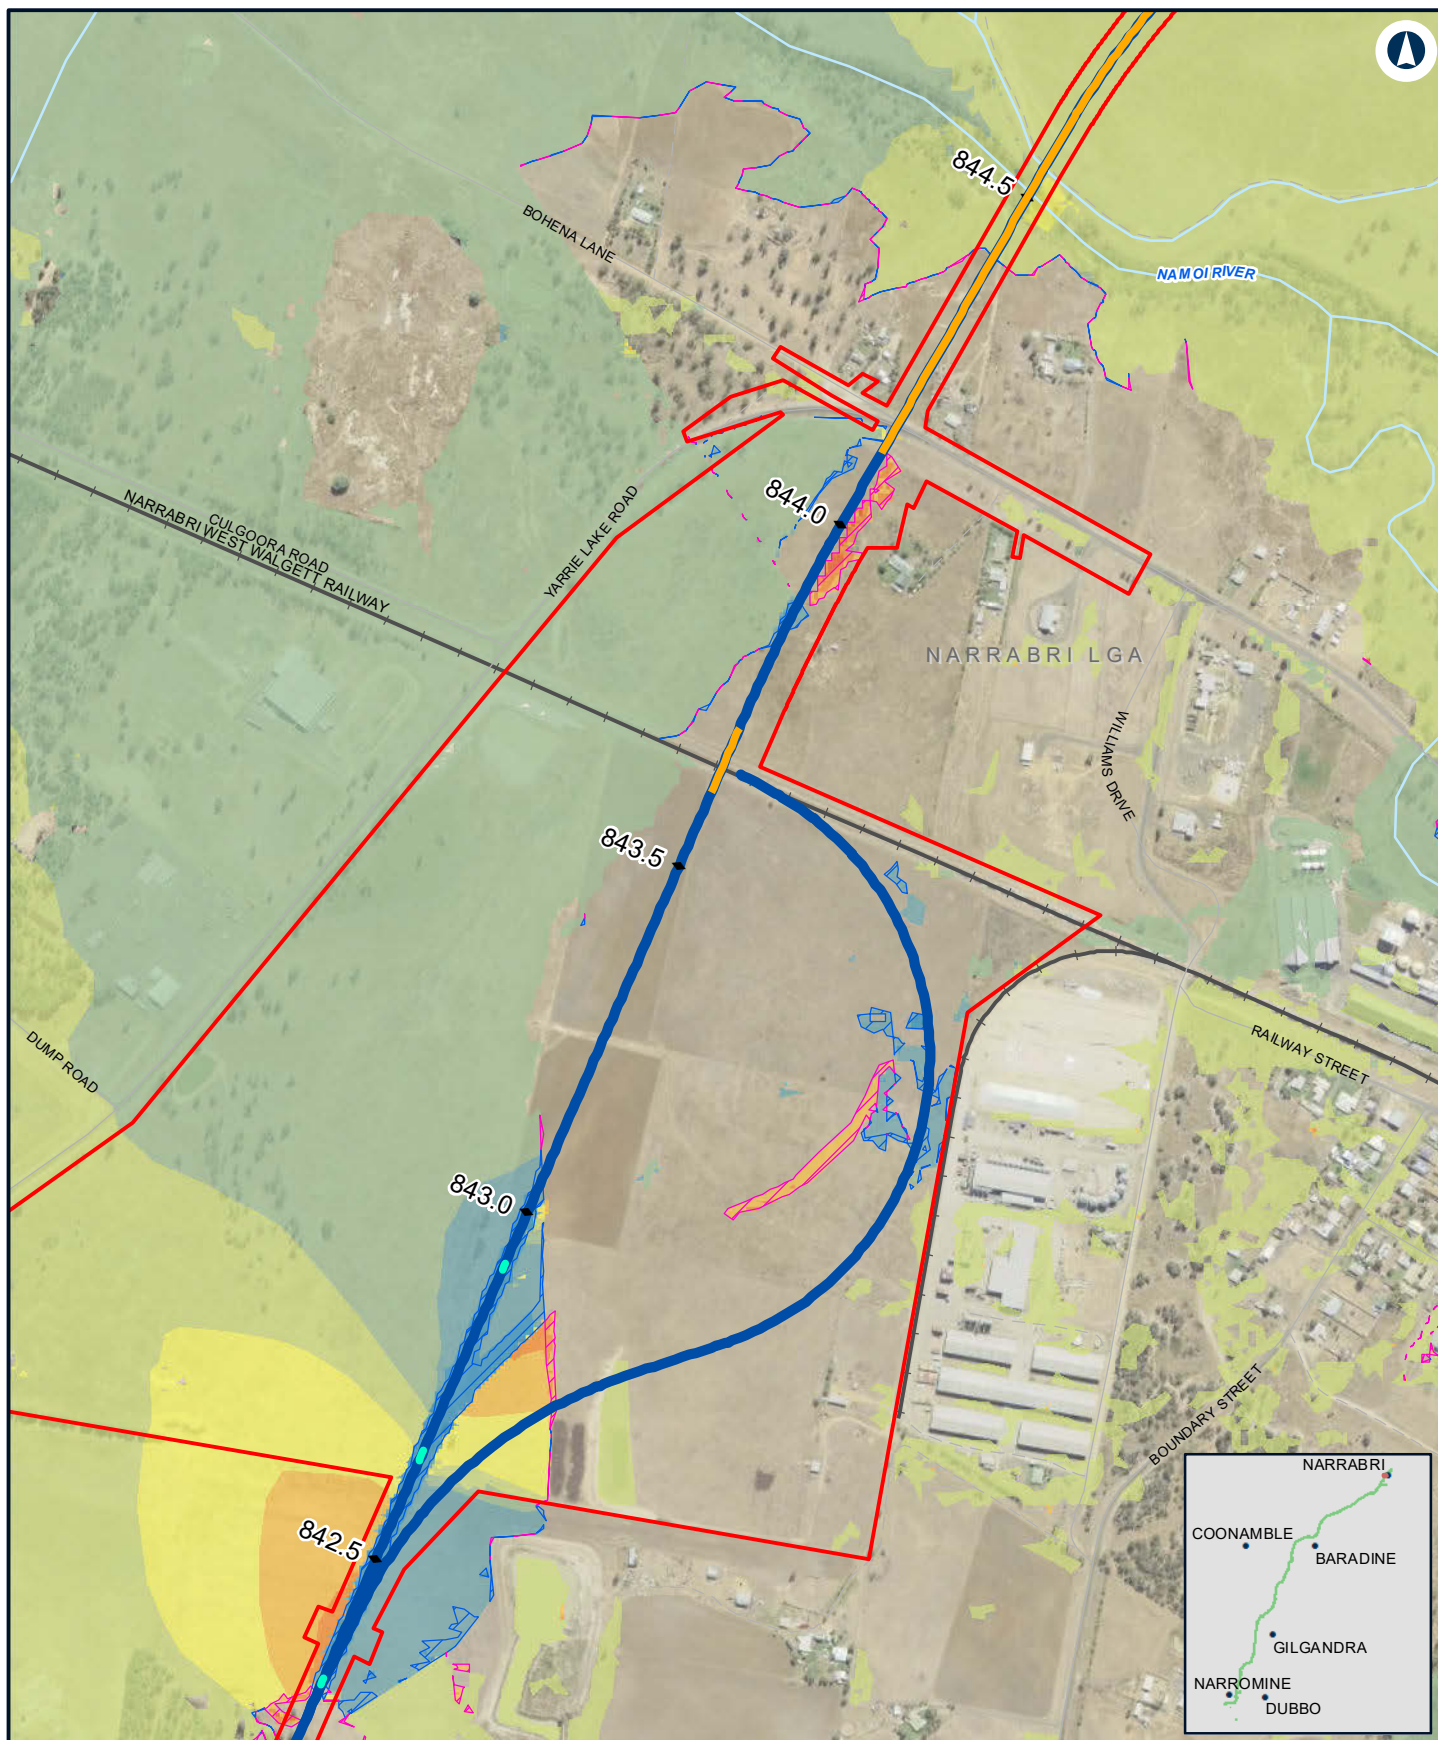 844.5
BOHENA LANE
NAMOI RIVER
844.0
CULGOORA ROAD
NARRABRI WEST WALGETT RAILWAY
YARRIE LAKE ROAD
NARRABRI LGA
WILLIAMS DRIVE
843.5
DUMP ROAD
RAILWAY STREET
843.0
BOUNDARY STREET
842.5
NARRABRI
COONAMBLE
BARADINE
GILGANDRA
NARROMINE
DUBBO